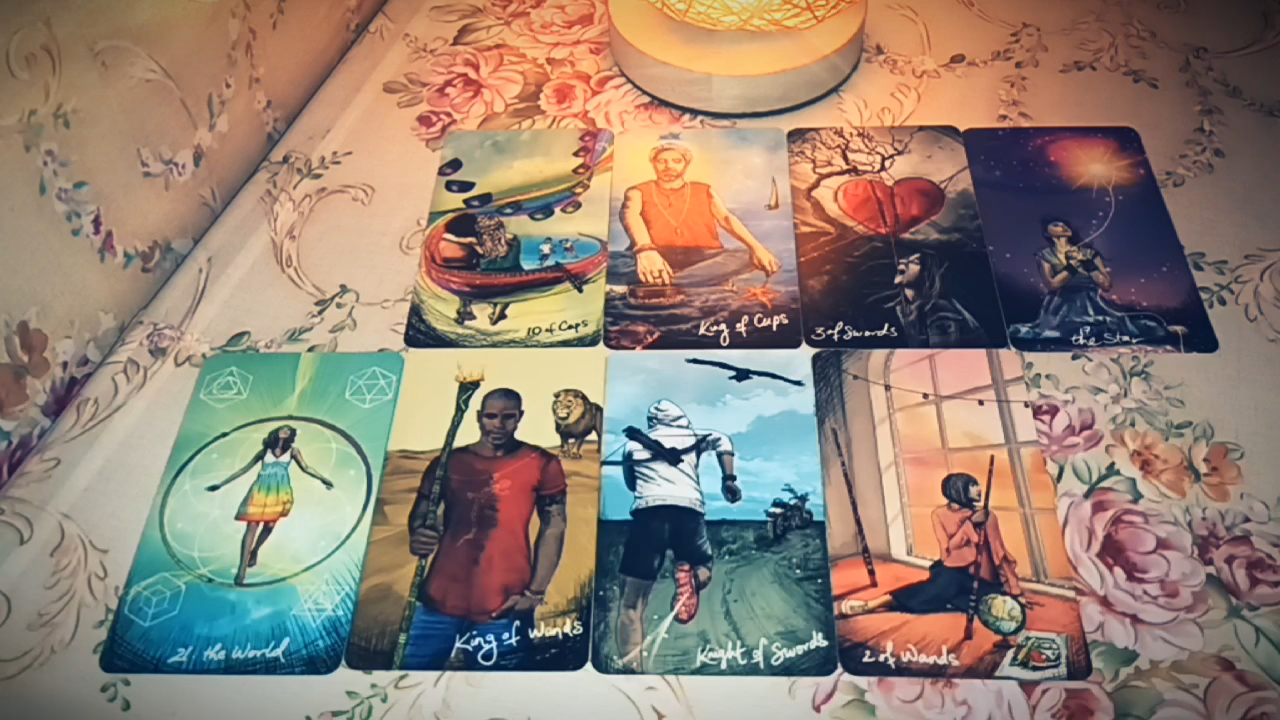 10 of Cups
King of Cups
3 of Swords
the Star
21. the World
King of Wands
Knight of Swords
2 of Wands